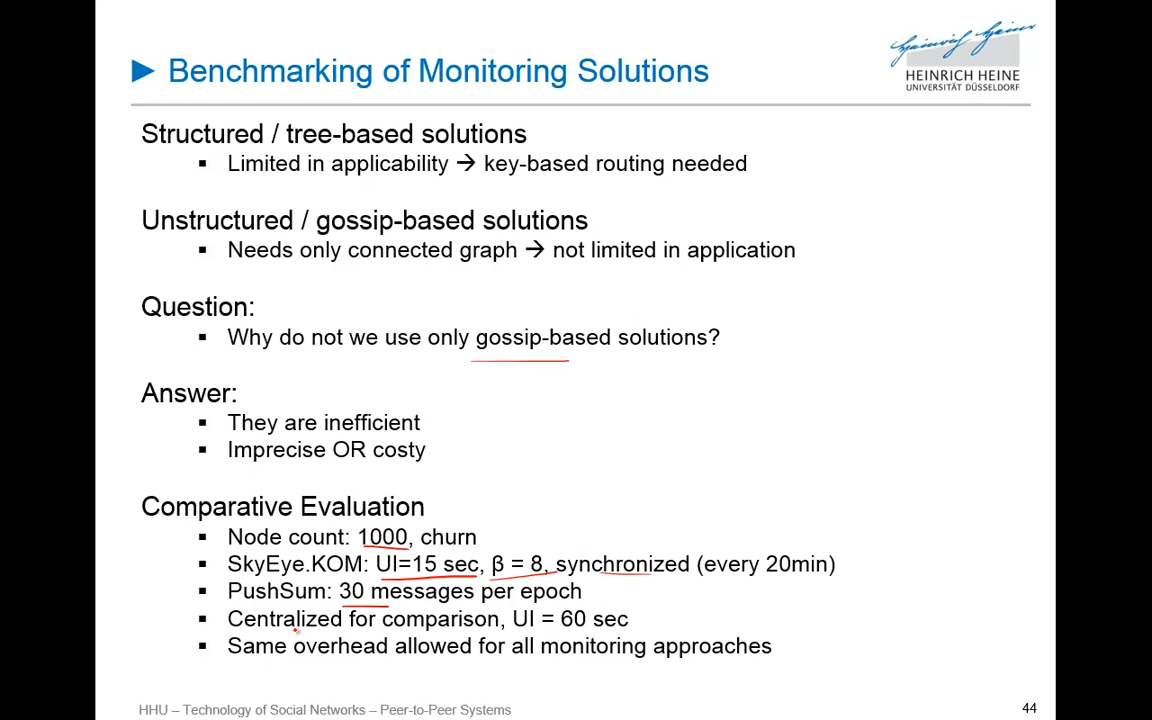 ► Benchmarking of Monitoring Solutions
Heinrich Heine
HEINRICH HEINE
UNIVERSITÄT DÜSSELDORF
Structured / tree-based solutions
▪ Limited in applicability → key-based routing needed
Unstructured / gossip-based solutions
▪ Needs only connected graph → not limited in application
Question:
▪ Why do not we use only gossip-based solutions?
Answer:
▪ They are inefficient
▪ Imprecise OR costy
Comparative Evaluation
▪ Node count: 1000, churn
▪ SkyEye.KOM: UI=15 sec, β = 8, synchronized (every 20min)
▪ PushSum: 30 messages per epoch
▪ Centralized for comparison, UI = 60 sec
▪ Same overhead allowed for all monitoring approaches
HHU – Technology of Social Networks – Peer-to-Peer Systems
44